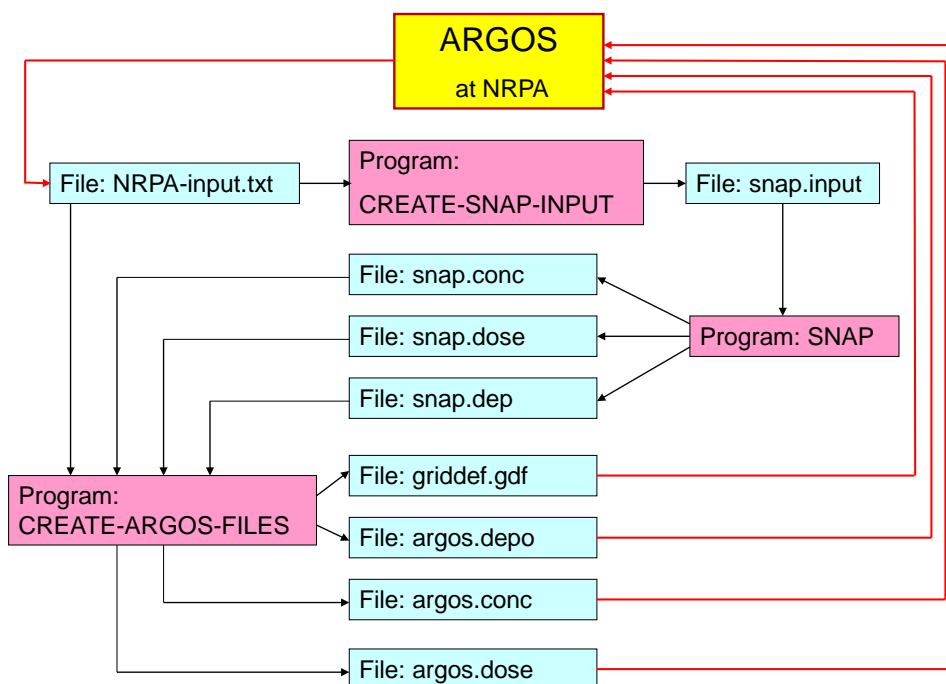 ARGOS
at NRPA
File: NRPA-input.txt
Program:
CREATE-SNAP-INPUT
File: snap.input
File: snap.conc
File: snap.dose
Program: SNAP
File: snap.dep
File: griddef.gdf
Program:
CREATE-ARGOS-FILES
File: argos.depo
File: argos.conc
File: argos.dose